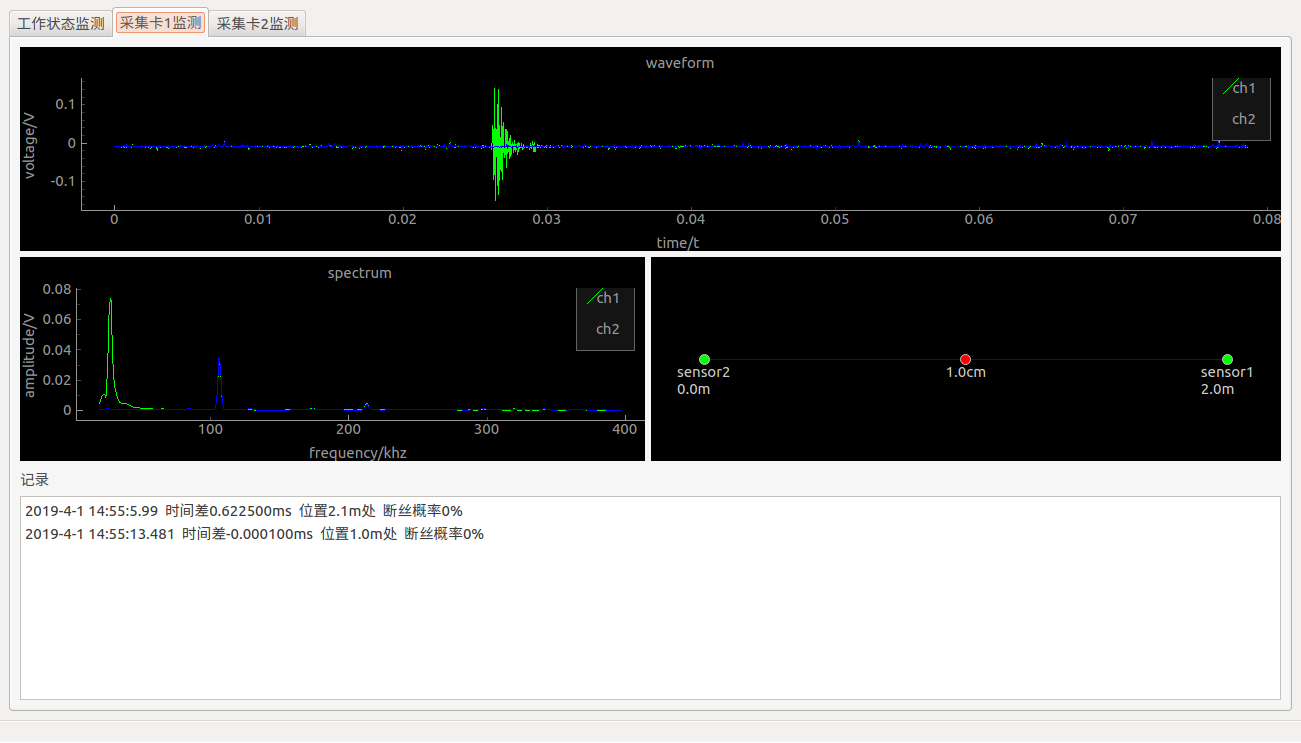 工作状态监测 采集卡1监测 采集卡2监测
waveform
ch1
ch2
voltage/V
0.1
0
-0.1
0 0.01 0.02 0.03 0.04 0.05 0.06 0.07 0.08
time/t
spectrum
ch1
ch2
amplitude/V
0.08
0.06
0.04
0.02
0
100 200 300 400
frequency/khz
sensor2 1.0cm sensor1
0.0m 2.0m
记录
2019-4-1 14:55:5.99 时间差0.622500ms 位置2.1m处 断丝概率0%
2019-4-1 14:55:13.481 时间差-0.000100ms 位置1.0m处 断丝概率0%